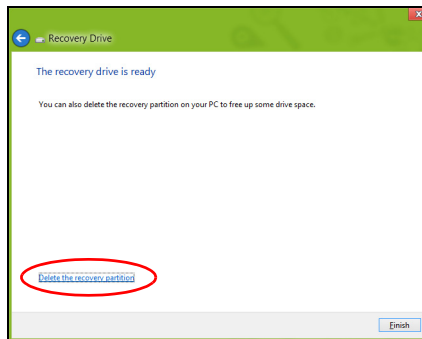 Recovery Drive
The recovery drive is ready
You can also delete the recovery partition on your PC to free up some drive space.
Delete the recovery partition
Finish